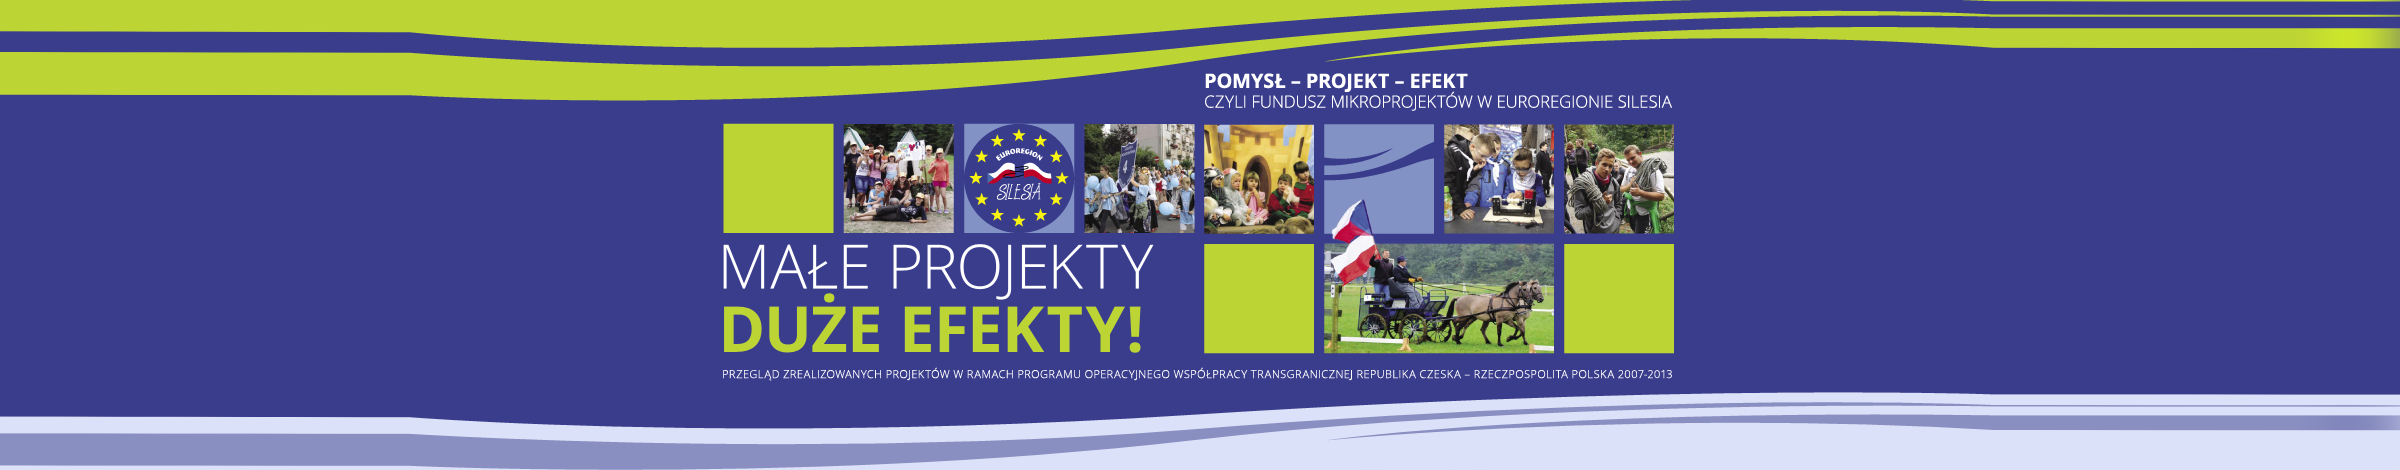 POMYSŁ – PROJEKT – EFEKT
CZYLI FUNDUSZ MIKROPROJEKTÓW W EUROREGIONIE SILESIA
EUROREGION
SILESIA
MAŁE PROJEKTY
DUŻE EFEKTY!
PRZEGLĄD ZREALIZOWANYCH PROJEKTÓW W RAMACH PROGRAMU OPERACYJNEGO WSPÓŁPRACY TRANSGRANICZNEJ REPUBLIKA CZESKA – RZECZPOSPOLITA POLSKA 2007-2013